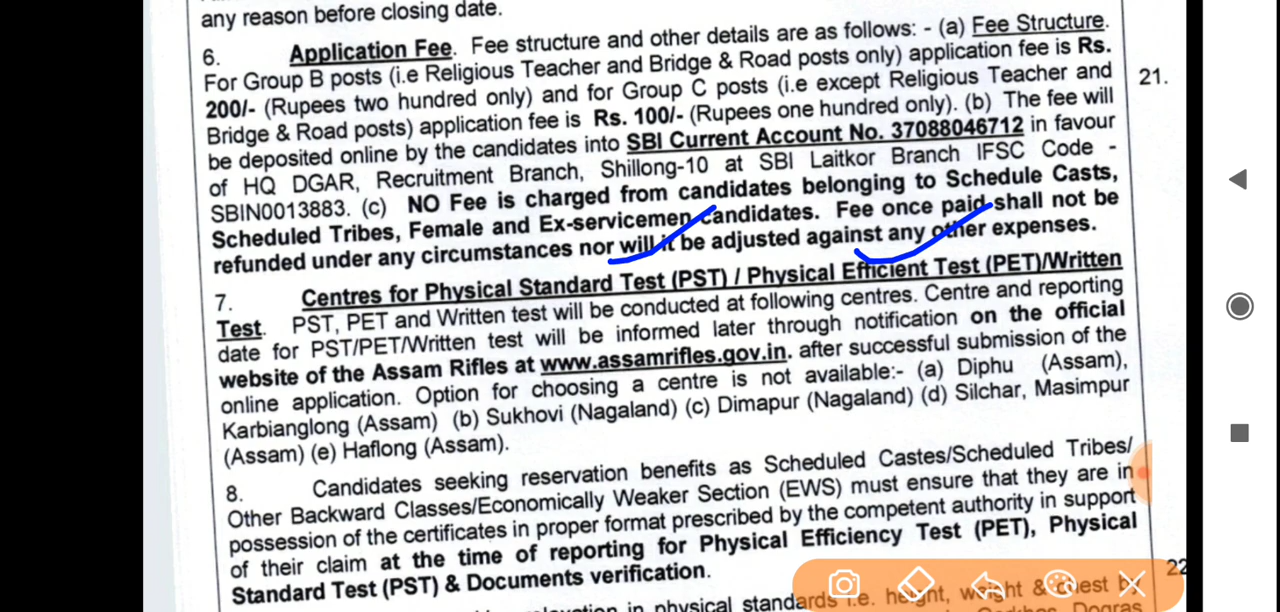 any reason before closing date.
6. Application Fee. Fee structure and other details are as follows: - (a) Fee Structure.
For Group B posts (i.e Religious Teacher and Bridge & Road posts only) application fee is Rs.
200/- (Rupees two hundred only) and for Group C posts (i.e except Religious Teacher and
Bridge & Road posts) application fee is Rs. 100/- (Rupees one hundred only). (b) The fee will
be deposited online by the candidates into SBI Current Account No. 37088046712 in favour
of HQ DGAR, Recruitment Branch, Shillong-10 at SBI Laitkor Branch IFSC Code -
SBIN0013883. (c) NO Fee is charged from candidates belonging to Schedule Casts,
Scheduled Tribes, Female and Ex-servicemen candidates. Fee once paid shall not be
refunded under any circumstances nor will it be adjusted against any other expenses.
7. Centres for Physical Standard Test (PST) / Physical Efficient Test (PET)/Written
Test. PST, PET and Written test will be conducted at following centres. Centre and reporting
date for PST/PET/Written test will be informed later through notification on the official
website of the Assam Rifles at www.assamrifles.gov.in. after successful submission of the
online application. Option for choosing a centre is not available:- (a) Diphu (Assam),
Karbianglong (Assam) (b) Sukhovi (Nagaland) (c) Dimapur (Nagaland) (d) Silchar, Masimpur
(Assam) (e) Haflong (Assam).
8. Candidates seeking reservation benefits as Scheduled Castes/Scheduled Tribes/
Other Backward Classes/Economically Weaker Section (EWS) must ensure that they are in
possession of the certificates in proper format prescribed by the competent authority in support
of their claim at the time of reporting for Physical Efficiency Test (PET), Physical
Standard Test (PST) & Documents verification.
in physical standards i.e. height, weight & chest
21.
22